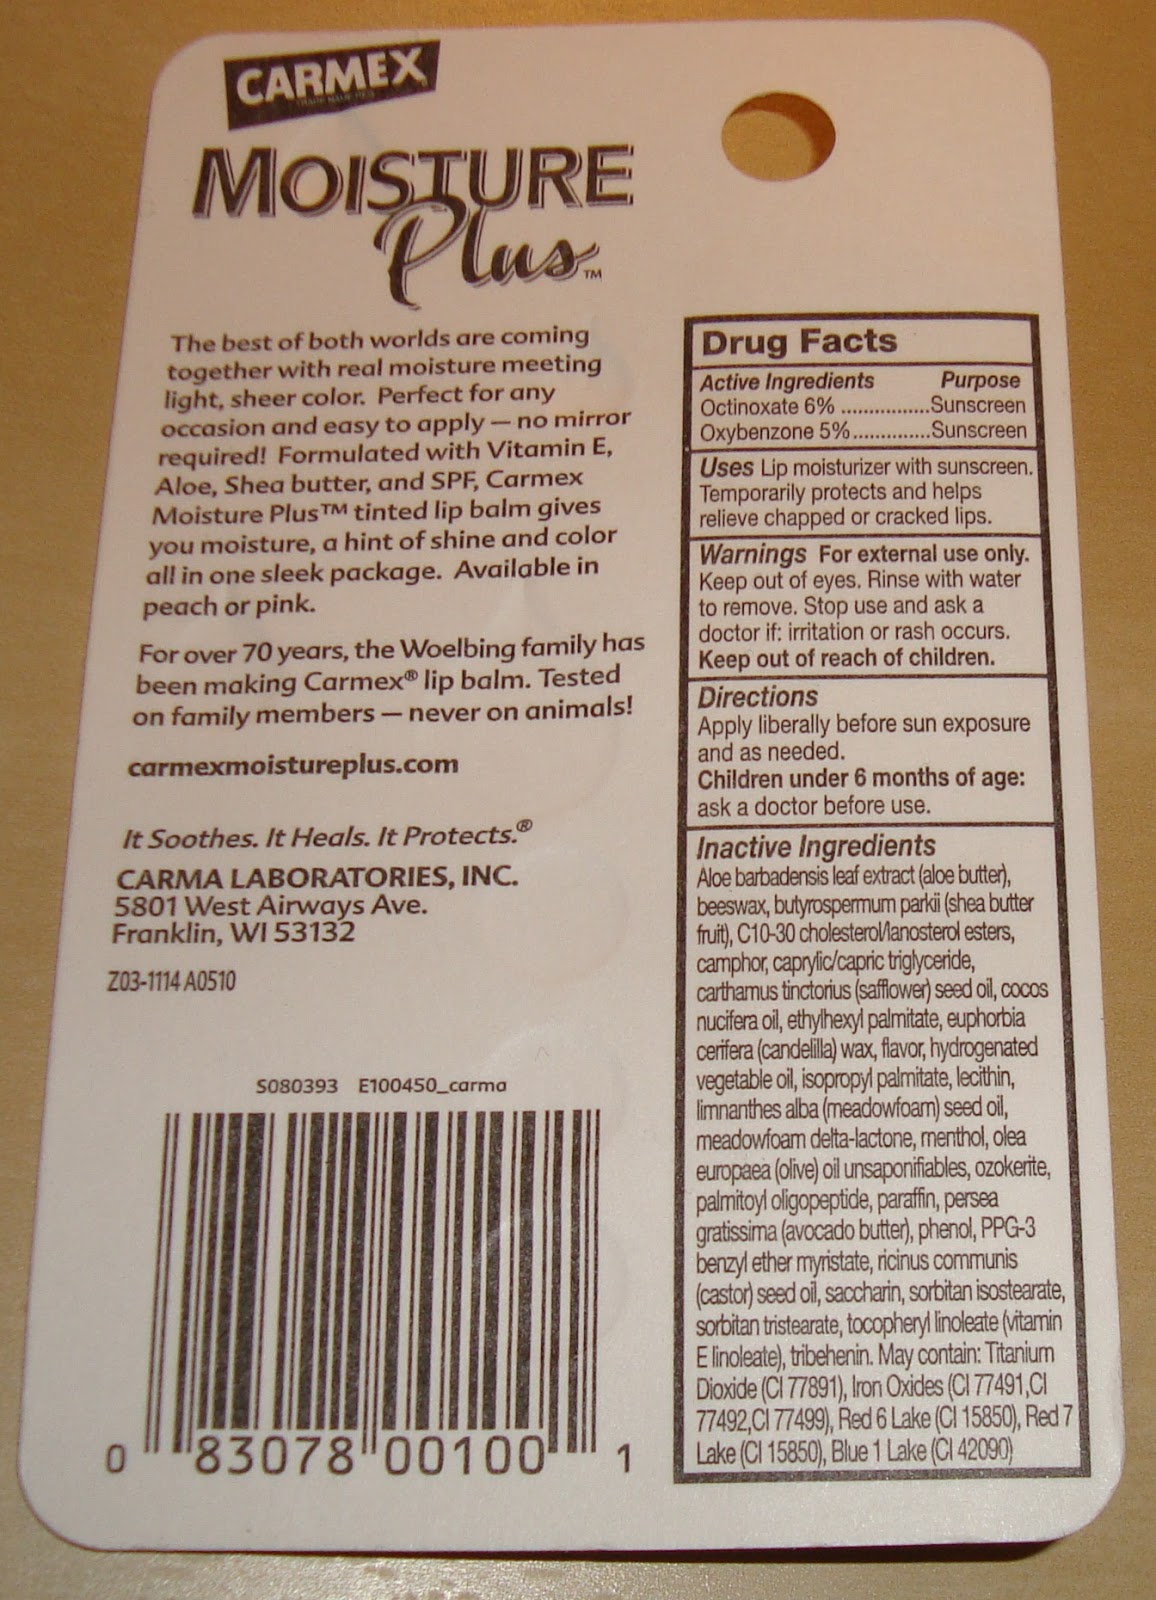 CARMEX
MOISTURE
Plus™
The best of both worlds are coming
together with real moisture meeting
light, sheer color. Perfect for any
occasion and easy to apply — no mirror
required! Formulated with Vitamin E,
Aloe, Shea butter, and SPF, Carmex
Moisture Plus™ tinted lip balm gives
you moisture, a hint of shine and color
all in one sleek package. Available in
peach or pink.
For over 70 years, the Woelbing family has
been making Carmex® lip balm. Tested
on family members — never on animals!
carmexmoistureplus.com
It Soothes. It Heals. It Protects.®
CARMA LABORATORIES, INC.
5801 West Airways Ave.
Franklin, WI 53132
Z03-1114 A0510
S080393 E100450_carma
0 83078 00100 1
Drug Facts
Active Ingredients Purpose
Octinoxate 6% ................Sunscreen
Oxybenzone 5%..............Sunscreen
Uses Lip moisturizer with sunscreen.
Temporarily protects and helps
relieve chapped or cracked lips.
Warnings For external use only.
Keep out of eyes. Rinse with water
to remove. Stop use and ask a
doctor if: irritation or rash occurs.
Keep out of reach of children.
Directions
Apply liberally before sun exposure
and as needed.
Children under 6 months of age:
ask a doctor before use.
Inactive Ingredients
Aloe barbadensis leaf extract (aloe butter),
beeswax, butyrospermum parkii (shea butter
fruit), C10-30 cholesterol/lanosterol esters,
camphor, caprylic/capric triglyceride,
carthamus tinctorius (safflower) seed oil, cocos
nucifera oil, ethylhexyl palmitate, euphorbia
cerifera (candelilla) wax, flavor, hydrogenated
vegetable oil, isopropyl palmitate, lecithin,
limnanthes alba (meadowfoam) seed oil,
meadowfoam delta-lactone, menthol, olea
europaea (olive) oil unsaponifiables, ozokerite,
palmitoyl oligopeptide, paraffin, persea
gratissima (avocado butter), phenol, PPG-3
benzyl ether myristate, ricinus communis
(castor) seed oil, saccharin, sorbitan isostearate,
sorbitan tristearate, tocopheryl linoleate (vitamin
E linoleate), tribehenin. May contain: Titanium
Dioxide (CI 77891), Iron Oxides (CI 77491,CI
77492,CI 77499), Red 6 Lake (CI 15850), Red 7
Lake (CI 15850), Blue 1 Lake (CI 42090)